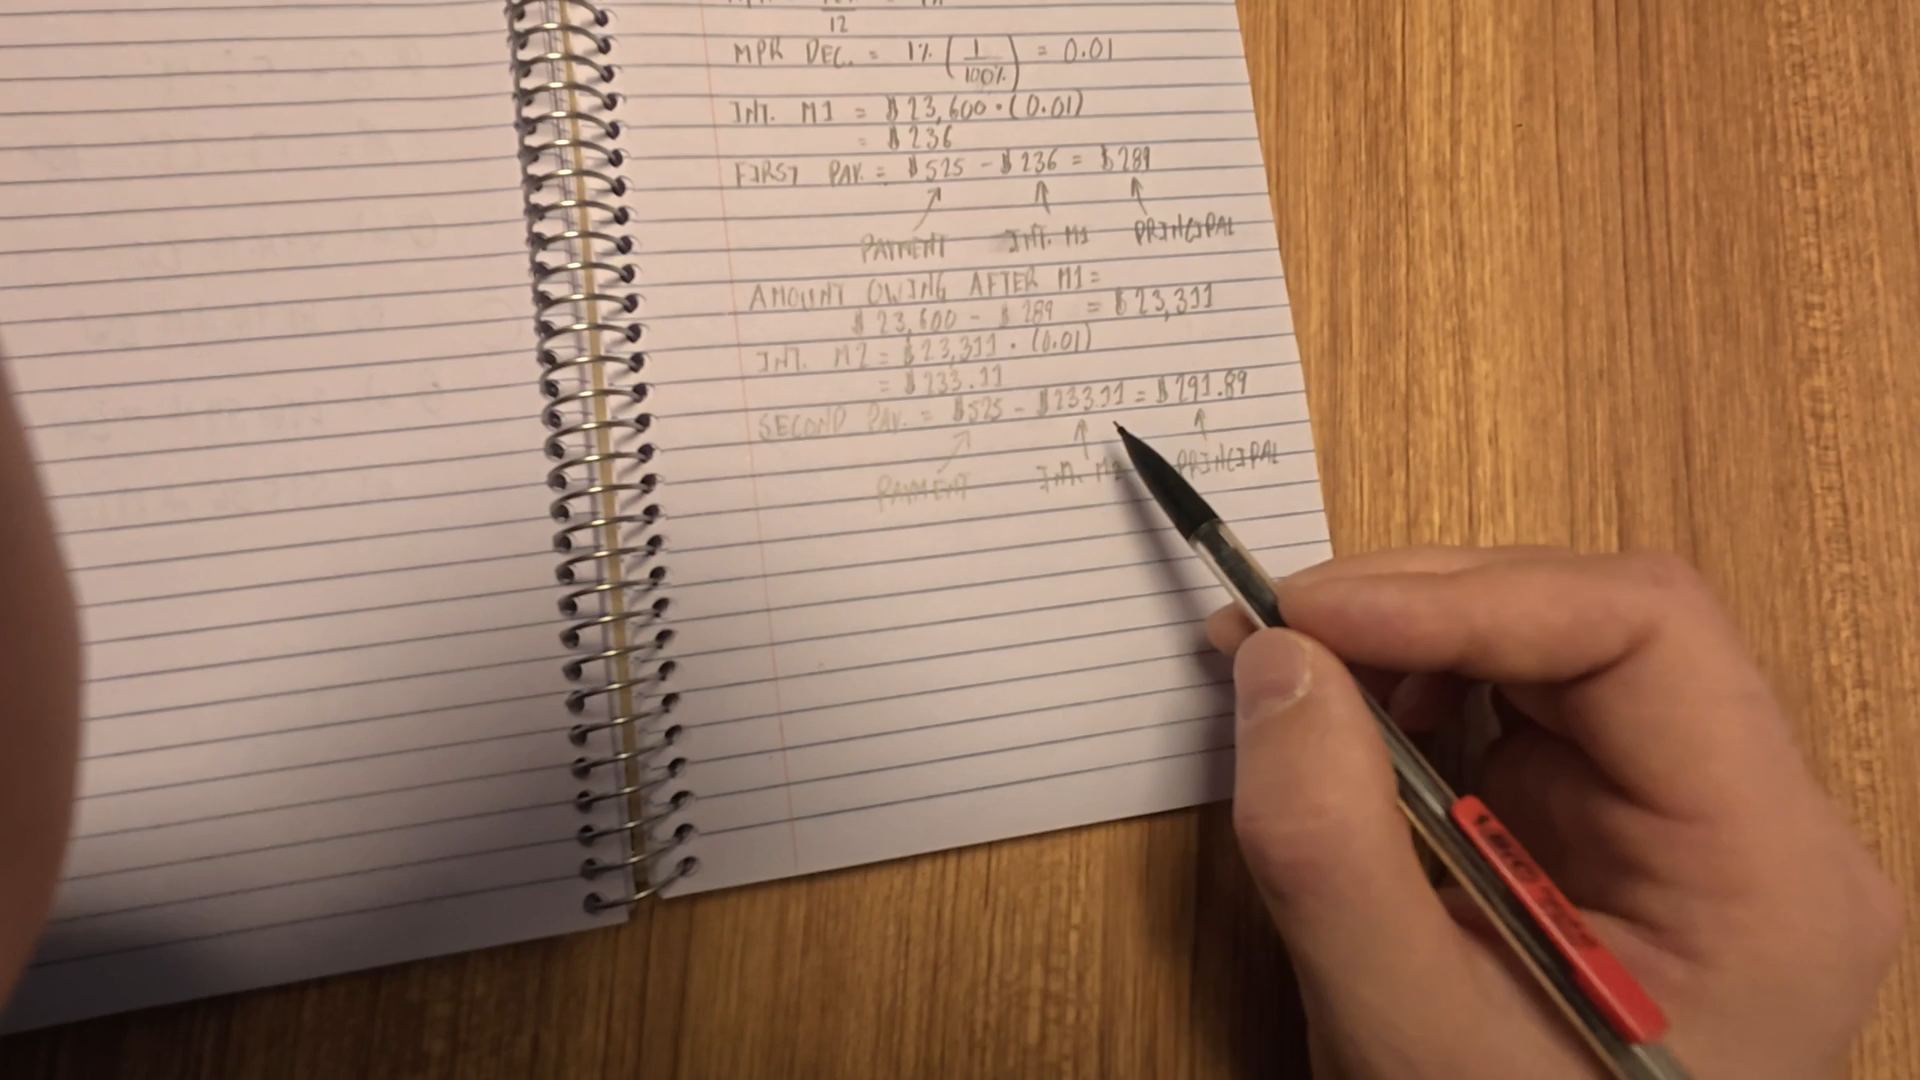 12
MPR DEC. = 1% (1/100%) = 0.01
INT. M1 = $23,600 · (0.01)
= $236
FIRST PAY. = $525 - $236 = $289
PAYMENT INT. M1 PRINCIPAL
AMOUNT OWING AFTER M1 =
$23,600 - $289 = $23,311
INT. M2 = $23,311 · (0.01)
= $233.11
SECOND PAY. = $525 - $233.11 = $291.89
PAYMENT INT. PRINCIPAL